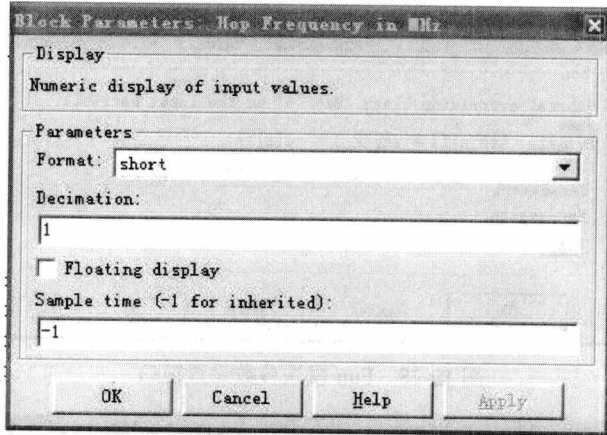 Block Parameters: Hop Frequency in MHz
Display
Numeric display of input values.
Parameters
Format: short
Decimation:
1
Floating display
Sample time (-1 for inherited):
-1
OK Cancel Help Apply